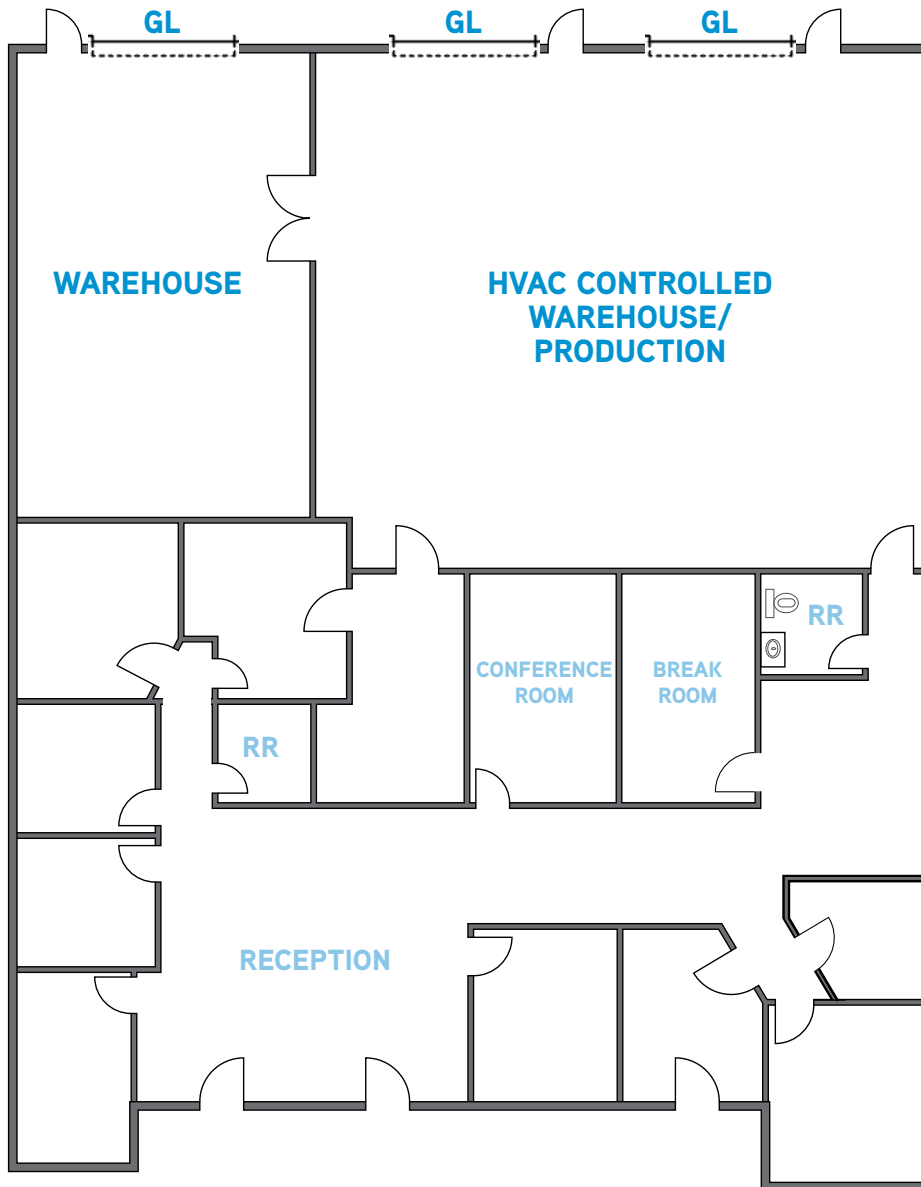 GL
GL
GL
WAREHOUSE
HVAC CONTROLLED
WAREHOUSE/
PRODUCTION
RR
CONFERENCE
ROOM
BREAK
ROOM
RR
RECEPTION